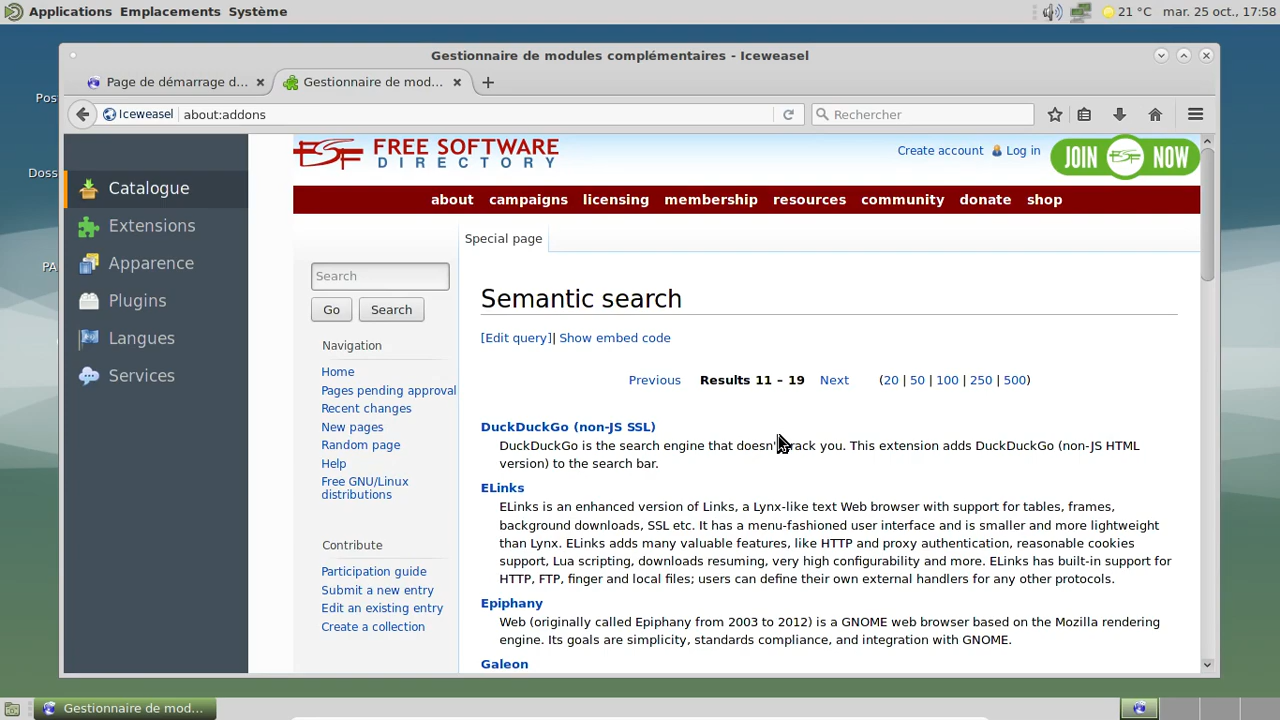 Applications Emplacements Système
21 °C mar. 25 oct., 17:58
Gestionnaire de modules complémentaires - Iceweasel
Page de démarrage d... Gestionnaire de mod...
Iceweasel about:addons Rechercher
Pos
Doss
PA
Catalogue
Extensions
Apparence
Plugins
Langues
Services
FSF FREE SOFTWARE
DIRECTORY
Create account Log in
JOIN FSF NOW
about campaigns licensing membership resources community donate shop
Special page
Search
Go Search
Navigation
Home
Pages pending approval
Recent changes
New pages
Random page
Help
Free GNU/Linux
distributions
Contribute
Participation guide
Submit a new entry
Edit an existing entry
Create a collection
Semantic search
[Edit query]| Show embed code
Previous Results 11 – 19 Next (20 | 50 | 100 | 250 | 500)
DuckDuckGo (non-JS SSL)
DuckDuckGo is the search engine that doesn't track you. This extension adds DuckDuckGo (non-JS HTML
version) to the search bar.
ELinks
ELinks is an enhanced version of Links, a Lynx-like text Web browser with support for tables, frames,
background downloads, SSL etc. It has a menu-fashioned user interface and is smaller and more lightweight
than Lynx. ELinks adds many valuable features, like HTTP and proxy authentication, reasonable cookies
support, Lua scripting, downloads resuming, very high configurability and more. ELinks has built-in support for
HTTP, FTP, finger and local files; users can define their own external handlers for any other protocols.
Epiphany
Web (originally called Epiphany from 2003 to 2012) is a GNOME web browser based on the Mozilla rendering
engine. Its goals are simplicity, standards compliance, and integration with GNOME.
Galeon
Gestionnaire de mod...